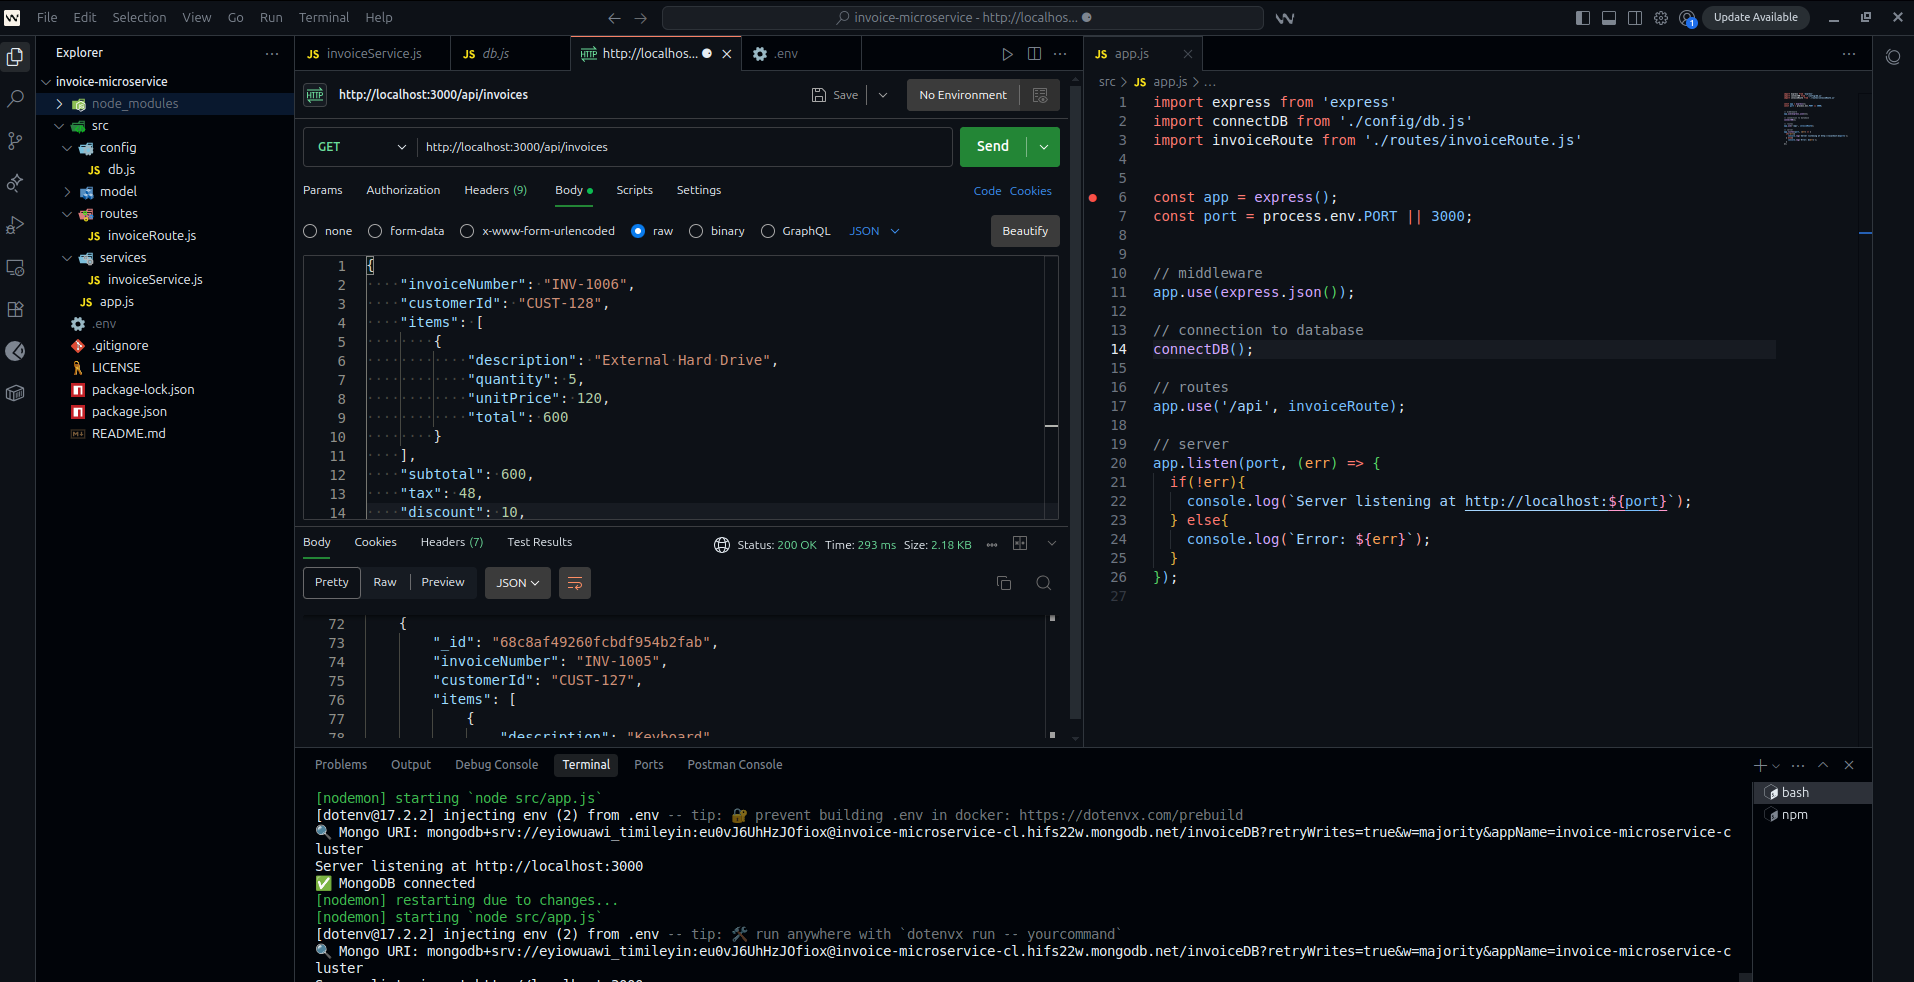 File Edit Selection View Go Run Terminal Help
invoice-microservice - http://localhos...
Update Available
Explorer
invoice-microservice
node_modules
src
config
JS db.js
model
routes
JS invoiceRoute.js
services
JS invoiceService.js
JS app.js
.env
.gitignore
LICENSE
package-lock.json
package.json
README.md
JS invoiceService.js
JS db.js
HTTP http://localhos...
.env
HTTP http://localhost:3000/api/invoices
Save
No Environment
GET http://localhost:3000/api/invoices
Send
Params Authorization Headers (9) Body Scripts Settings Code Cookies
none form-data x-www-form-urlencoded raw binary GraphQL JSON Beautify
1 {
2 "invoiceNumber": "INV-1006",
3 "customerId": "CUST-128",
4 "items": [
5 {
6 "description": "External Hard Drive",
7 "quantity": 5,
8 "unitPrice": 120,
9 "total": 600
10 }
11 ],
12 "subtotal": 600,
13 "tax": 48,
14 "discount": 10,
Body Cookies Headers (7) Test Results Status: 200 OK Time: 293 ms Size: 2.18 KB
Pretty Raw Preview JSON
72 {
73 "_id": "68c8af49260fcbdf954b2fab",
74 "invoiceNumber": "INV-1005",
75 "customerId": "CUST-127",
76 "items": [
77 {
78 "description": "Keyboard"
JS app.js
src > JS app.js > ...
1 import express from 'express'
2 import connectDB from './config/db.js'
3 import invoiceRoute from './routes/invoiceRoute.js'
4
5
6 const app = express();
7 const port = process.env.PORT || 3000;
8
9
10 // middleware
11 app.use(express.json());
12
13 // connection to database
14 connectDB();
15
16 // routes
17 app.use('/api', invoiceRoute);
18
19 // server
20 app.listen(port, (err) => {
21 if(!err){
22 console.log(`Server listening at http://localhost:${port}`);
23 } else{
24 console.log(`Error: ${err}`);
25 }
26 });
27
Problems Output Debug Console Terminal Ports Postman Console
[nodemon] starting `node src/app.js`
[dotenv@17.2.2] injecting env (2) from .env -- tip: 🔐 prevent building .env in docker: https://dotenvx.com/prebuild
🔍 Mongo URI: mongodb+srv://eyiowuawi_timileyin:eu0vJ6UhHzJOfiox@invoice-microservice-cl.hifs22w.mongodb.net/invoiceDB?retryWrites=true&w=majority&appName=invoice-microservice-c
luster
Server listening at http://localhost:3000
✅ MongoDB connected
[nodemon] restarting due to changes...
[nodemon] starting `node src/app.js`
[dotenv@17.2.2] injecting env (2) from .env -- tip: 🛠️ run anywhere with `dotenvx run -- yourcommand`
🔍 Mongo URI: mongodb+srv://eyiowuawi_timileyin:eu0vJ6UhHzJOfiox@invoice-microservice-cl.hifs22w.mongodb.net/invoiceDB?retryWrites=true&w=majority&appName=invoice-microservice-c
luster
bash
npm